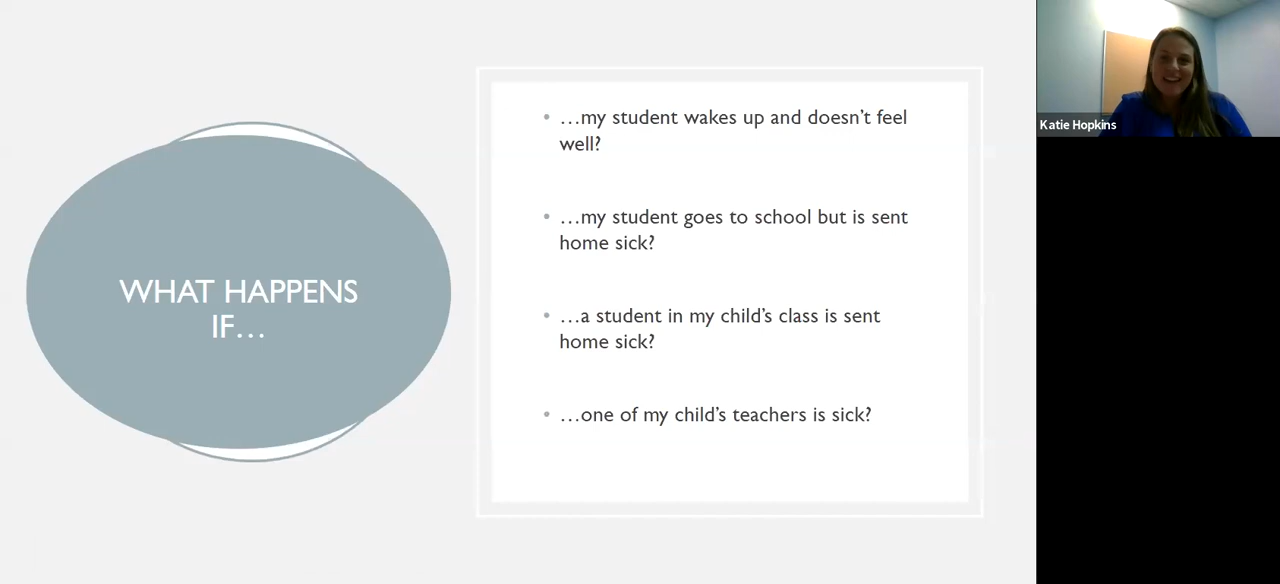 WHAT HAPPENS
IF…
• …my student wakes up and doesn’t feel
well?
• …my student goes to school but is sent
home sick?
• …a student in my child’s class is sent
home sick?
• …one of my child’s teachers is sick?
Katie Hopkins